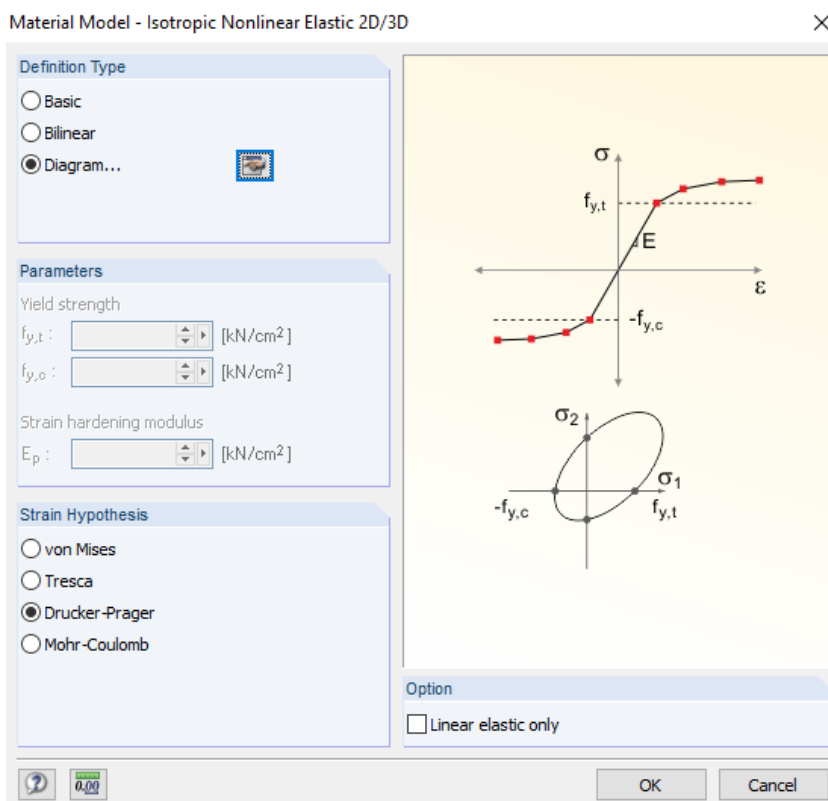 Material Model - Isotropic Nonlinear Elastic 2D/3D
Definition Type
Basic
Bilinear
Diagram...
Parameters
Yield strength
fy,t : [kN/cm²]
fy,c : [kN/cm²]
Strain hardening modulus
Ep : [kN/cm²]
Strain Hypothesis
von Mises
Tresca
Drucker-Prager
Mohr-Coulomb
σ
fy,t
E
ε
-fy,c
σ2
σ1
-fy,c fy,t
Option
Linear elastic only
0.00
OK Cancel